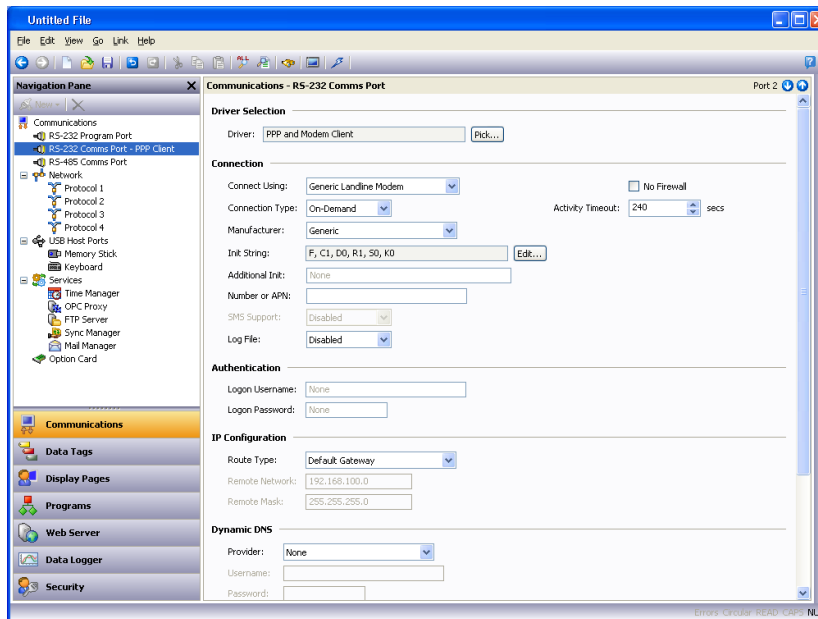 Untitled File
File Edit View Go Link Help
Navigation Pane
Communications - RS-232 Comms Port
Port 2
New
Driver Selection
Communications
RS-232 Program Port
Driver: PPP and Modem Client Pick...
RS-232 Comms Port - PPP Client
RS-485 Comms Port
Connection
Network
Protocol 1
Connect Using: Generic Landline Modem No Firewall
Protocol 2
Connection Type: On-Demand Activity Timeout: 240 secs
Protocol 3
Protocol 4
Manufacturer: Generic
USB Host Ports
Memory Stick
Init String: F, C1, D0, R1, S0, K0 Edit...
Keyboard
Additional Init: None
Services
Time Manager
Number or APN:
OPC Proxy
FTP Server
SMS Support: Disabled
Sync Manager
Log File: Disabled
Mail Manager
Option Card
Authentication
Logon Username: None
Logon Password: None
Communications
IP Configuration
Data Tags
Route Type: Default Gateway
Display Pages
Remote Network: 192.168.100.0
Remote Mask: 255.255.255.0
Programs
Dynamic DNS
Web Server
Provider: None
Data Logger
Username:
Security
Password:
Errors Circular READ CAPS NU